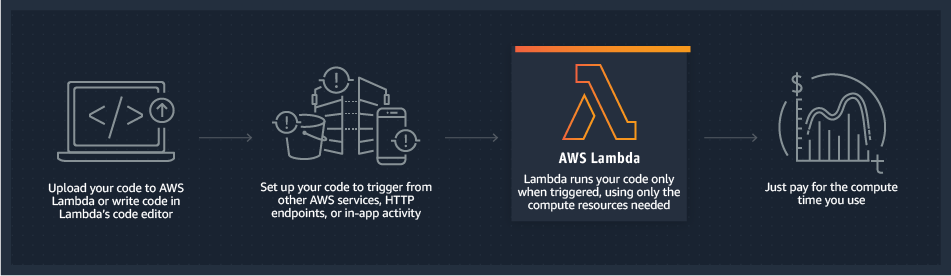 </>
Upload your code to AWS
Lambda or write code in
Lambda's code editor
Set up your code to trigger from
other AWS services, HTTP
endpoints, or in-app activity
AWS Lambda
Lambda runs your code only
when triggered, using only the
compute resources needed
$
t
Just pay for the compute
time you use